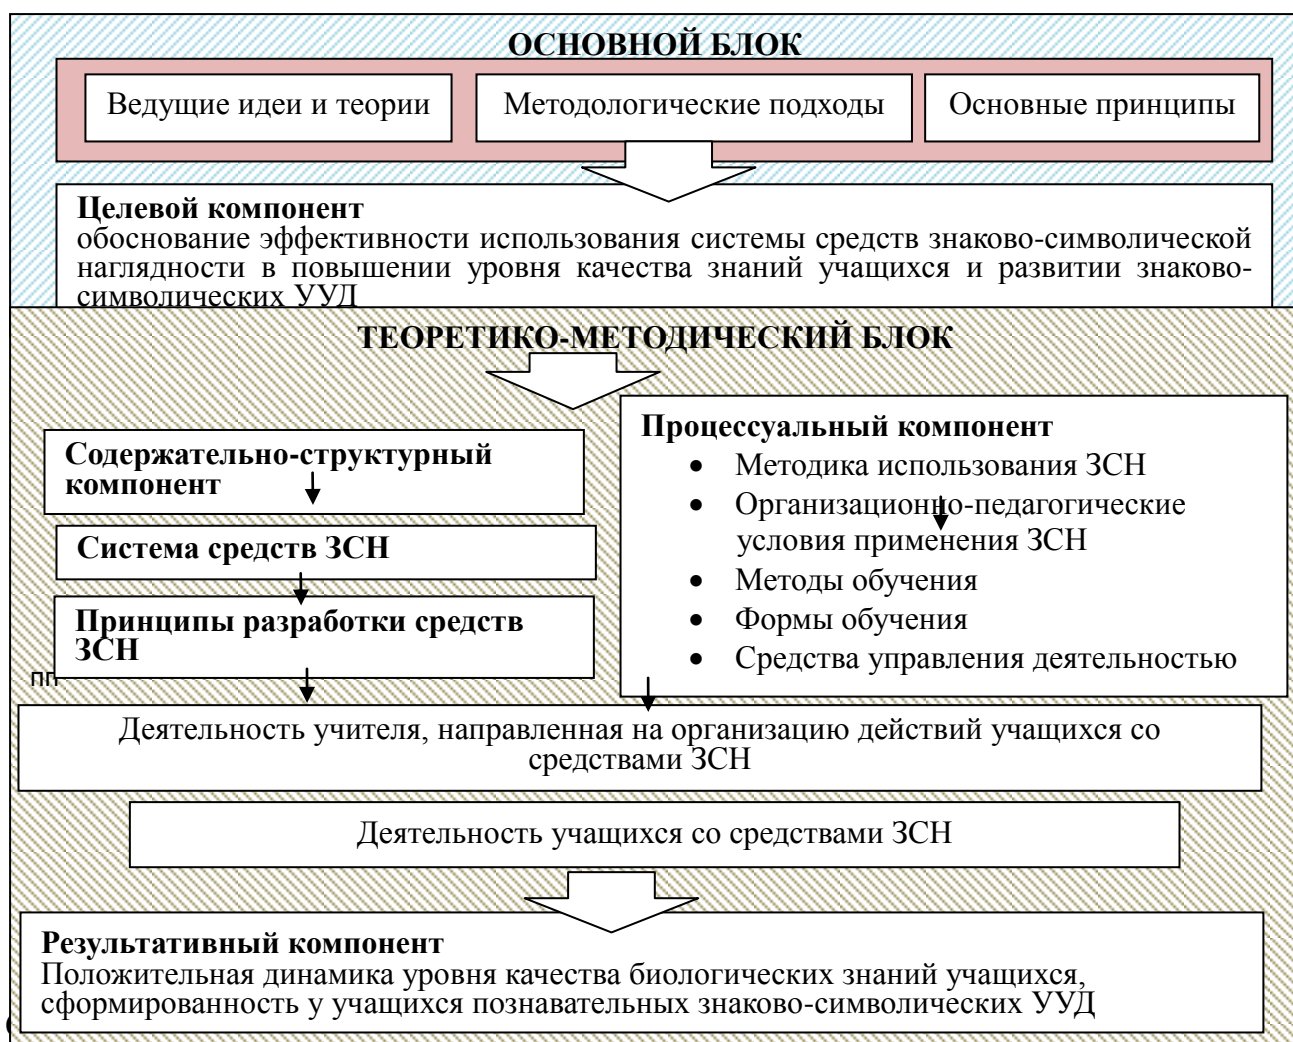 ОСНОВНОЙ БЛОК
Ведущие идеи и теории
Методологические подходы
Основные принципы
Целевой компонент
обоснование эффективности использования системы средств знаково-символической
наглядности в повышении уровня качества знаний учащихся и развитии знаково-
символических УУД
ТЕОРЕТИКО-МЕТОДИЧЕСКИЙ БЛОК
Содержательно-структурный
компонент
Система средств ЗСН
Принципы разработки средств
ЗСН
пп
Процессуальный компонент
• Методика использования ЗСН
• Организационно-педагогические
условия применения ЗСН
• Методы обучения
• Формы обучения
• Средства управления деятельностью
Деятельность учителя, направленная на организацию действий учащихся со
средствами ЗСН
Деятельность учащихся со средствами ЗСН
Результативный компонент
Положительная динамика уровня качества биологических знаний учащихся,
сформированность у учащихся познавательных знаково-символических УУД